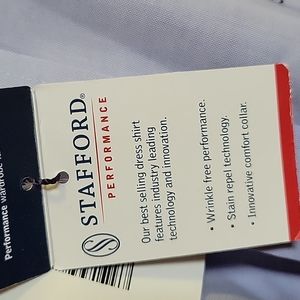 STAFFORD®
PERFORMANCE
Our best selling dress shirt
features industry leading
technology and innovation.
• Wrinkle free performance.
• Stain repel technology.
• Innovative comfort collar.
Performance wardrobe